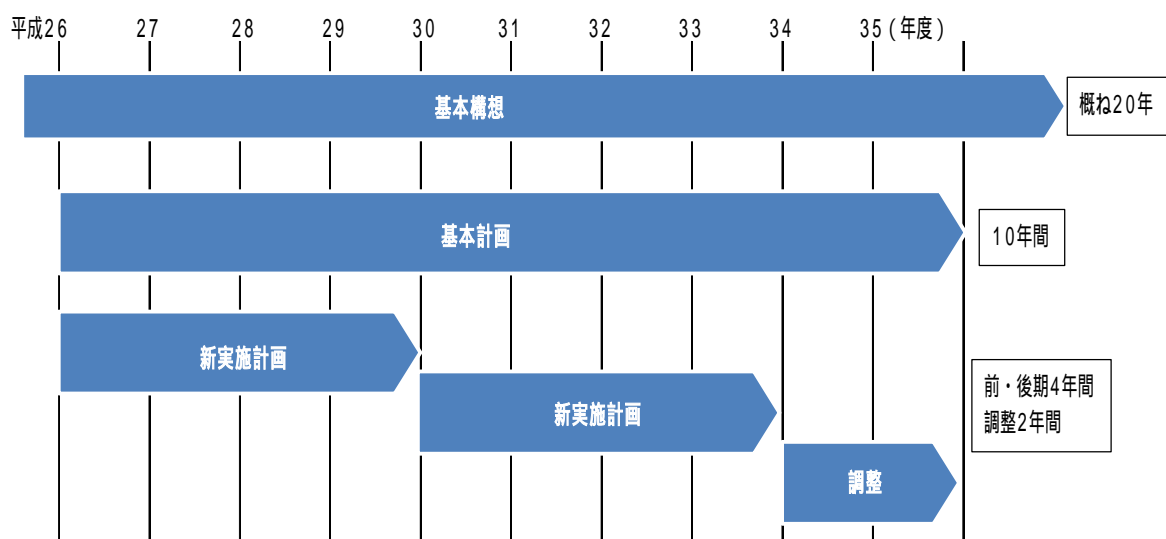 平成26 27 28 29 30 31 32 33 34 35(年度)
基本構想
概ね20年
基本計画
10年間
新実施計画
新実施計画
前・後期4年間
調整2年間
調整